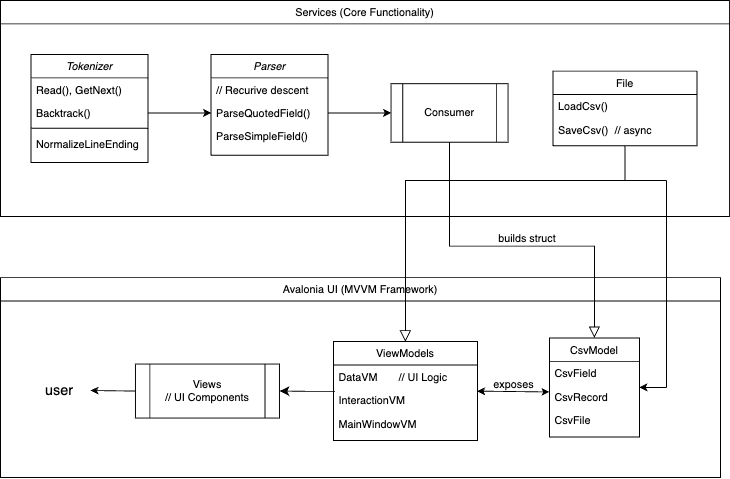 Services (Core Functionality)
Tokenizer
Read(), GetNext()
Backtrack()
NormalizeLineEnding
Parser
// Recurive descent
ParseQuotedField()
ParseSimpleField()
Consumer
File
LoadCsv()
SaveCsv() // async
builds struct
Avalonia UI (MVVM Framework)
user
Views
// UI Components
ViewModels
DataVM // UI Logic
InteractionVM
MainWindowVM
exposes
CsvModel
CsvField
CsvRecord
CsvFile